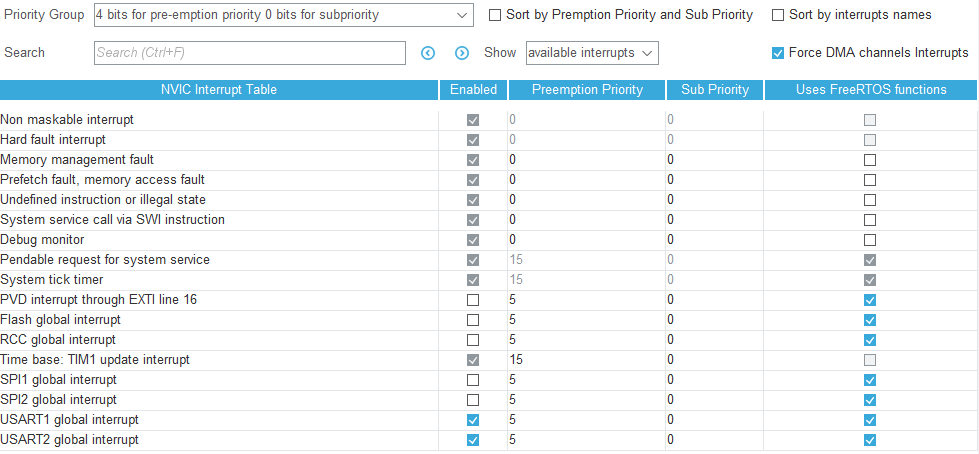 Priority Group 4 bits for pre-emption priority 0 bits for subpriority Sort by Premption Priority and Sub Priority Sort by interrupts names
Search Search (Ctrl+F) Show available interrupts Force DMA channels Interrupts
NVIC Interrupt Table Enabled Preemption Priority Sub Priority Uses FreeRTOS functions
Non maskable interrupt 0 0
Hard fault interrupt 0 0
Memory management fault 0 0
Prefetch fault, memory access fault 0 0
Undefined instruction or illegal state 0 0
System service call via SWI instruction 0 0
Debug monitor 0 0
Pendable request for system service 15 0
System tick timer 15 0
PVD interrupt through EXTI line 16 5 0
Flash global interrupt 5 0
RCC global interrupt 5 0
Time base: TIM1 update interrupt 15 0
SPI1 global interrupt 5 0
SPI2 global interrupt 5 0
USART1 global interrupt 5 0
USART2 global interrupt 5 0